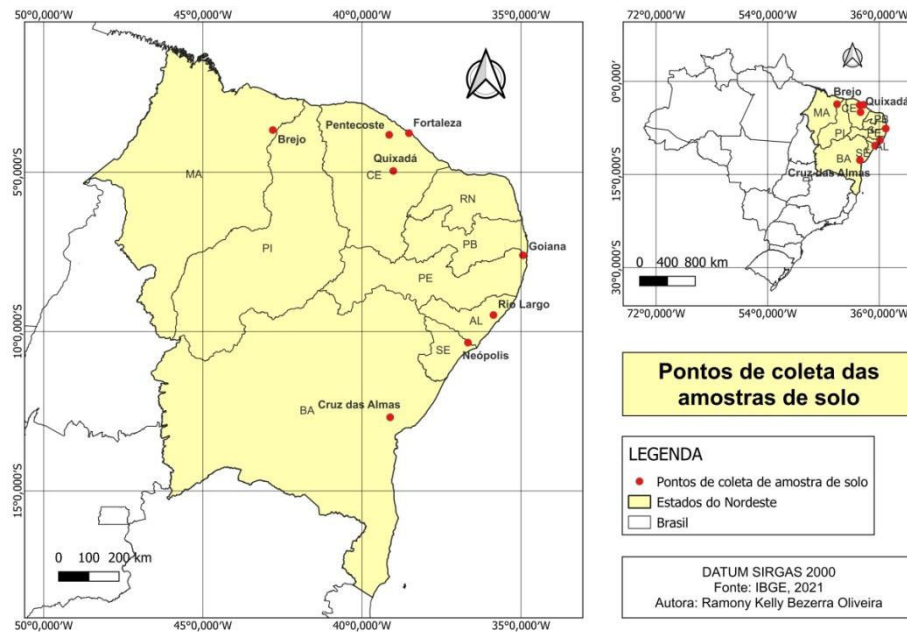 50°0,000'W 45°0,000'W 40°0,000'W 35°0,000'W
5°0,000'S
10°0,000'S
15°0,000'S
Brejo
Pentecoste
Fortaleza
Quixadá
CE
MA
RN
PI
PB
Goiana
PE
Rio Largo
AL
SE
Neópolis
BA
Cruz das Almas
0 100 200 km
50°0,000'W 45°0,000'W 40°0,000'W 35°0,000'W
72°0,000'W 54°0,000'W 36°0,000'W
0°0,000'
15°0,000'S
30°0,000'S
Brejo
Quixadá
MA
CE
PB
PI
PE
AL
SE
BA
Cruz das Almas
0 400 800 km
72°0,000'W 54°0,000'W 36°0,000'W
Pontos de coleta das
amostras de solo
LEGENDA
Pontos de coleta de amostra de solo
Estados do Nordeste
Brasil
DATUM SIRGAS 2000
Fonte: IBGE, 2021
Autora: Ramony Kelly Bezerra Oliveira